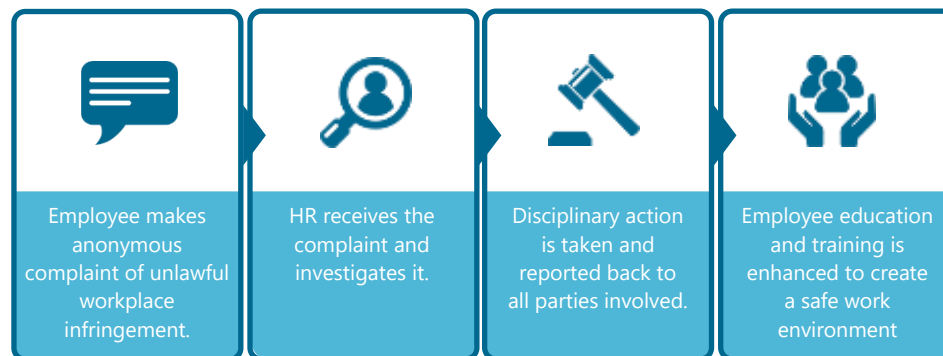 Employee makes
anonymous
complaint of unlawful
workplace
infringement.
HR receives the
complaint and
investigates it.
Disciplinary action
is taken and
reported back to
all parties involved.
Employee education
and training is
enhanced to create
a safe work
environment